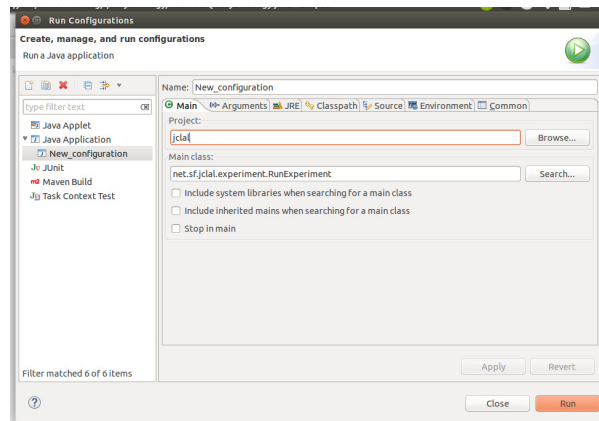 Run Configurations
Create, manage, and run configurations
Run a Java application
Name: New_configuration
type filter text
Main Arguments JRE Classpath Source Environment Common
Java Applet
Java Application
New_configuration
Ju JUnit
m2 Maven Build
Task Context Test
Project:
jclal
Browse...
Main class:
net.sf.jclal.experiment.RunExperiment
Search...
Include system libraries when searching for a main class
Include inherited mains when searching for a main class
Stop in main
Apply Revert
Filter matched 6 of 6 items
Close Run